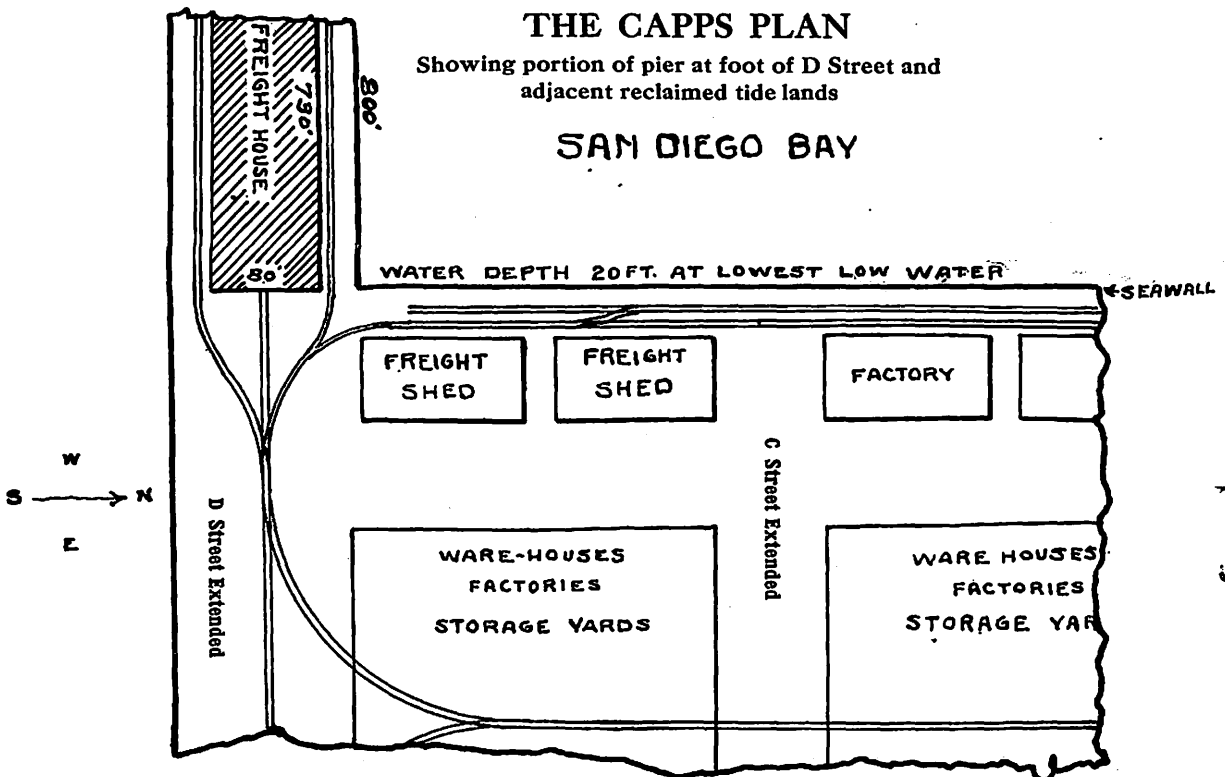 THE CAPPS PLAN
Showing portion of pier at foot of D Street and
adjacent reclaimed tide lands
SAN DIEGO BAY
FREIGHT HOUSE
730'
800'
80'
WATER DEPTH 20 FT. AT LOWEST LOW WATER
SEAWALL
FREIGHT
SHED
FREIGHT
SHED
FACTORY
W
S N
E
D Street Extended
C Street Extended
WARE-HOUSES
FACTORIES
STORAGE YARDS
WARE HOUSES
FACTORIES
STORAGE YAR